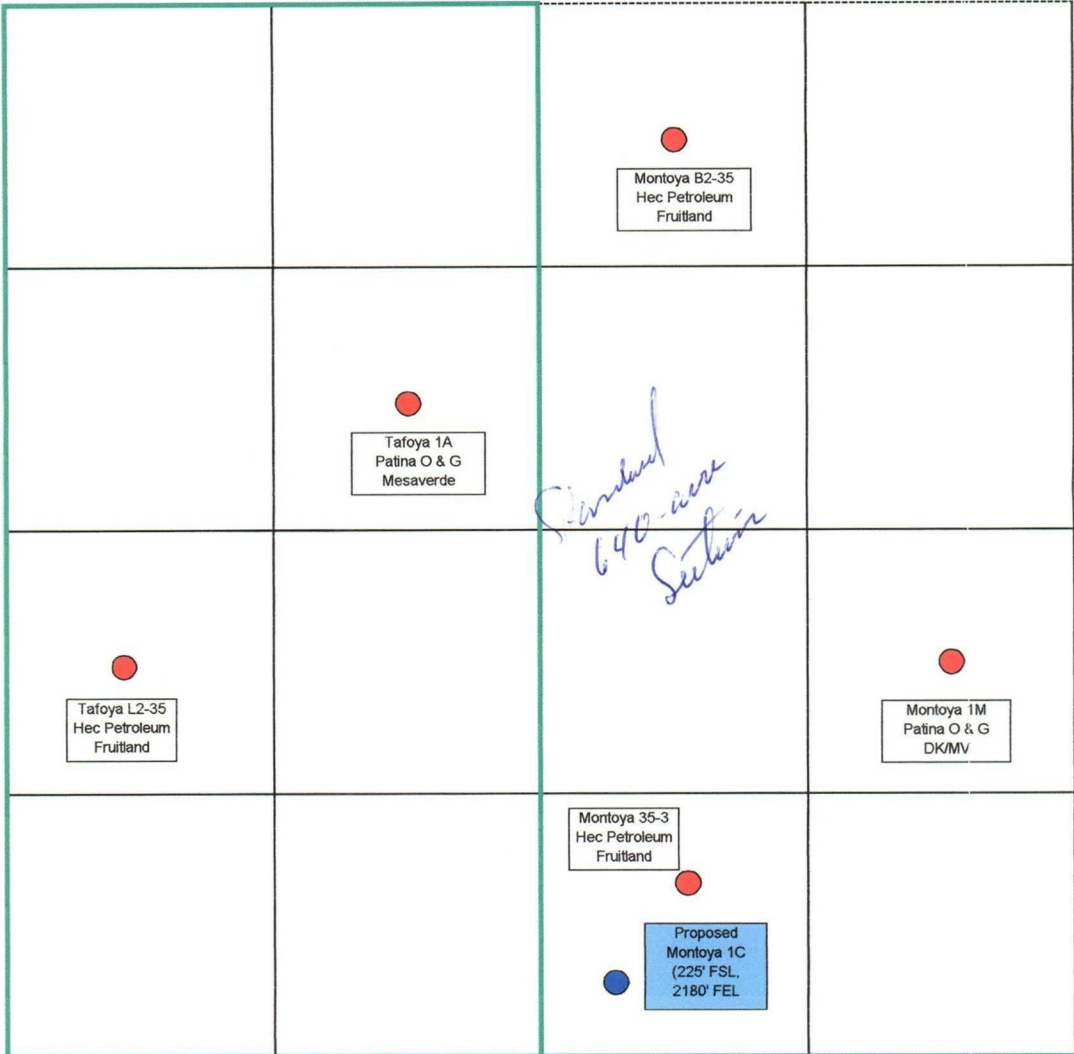 Montoya B2-35
Hec Petroleum
Fruitland
Tafoya 1A
Patina O & G
Mesaverde
Standard
640-acre
Section
Tafoya L2-35
Hec Petroleum
Fruitland
Montoya 1M
Patina O & G
DK/MV
Montoya 35-3
Hec Petroleum
Fruitland
Proposed
Montoya 1C
(225' FSL,
2180' FEL